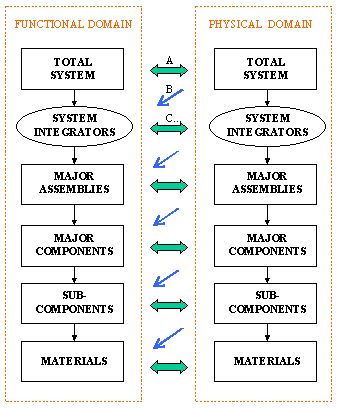 FUNCTIONAL DOMAIN
PHYSICAL DOMAIN
TOTAL
SYSTEM
A
TOTAL
SYSTEM
B
SYSTEM
INTEGRATORS
C...
SYSTEM
INTEGRATORS
MAJOR
ASSEMBLIES
MAJOR
ASSEMBLIES
MAJOR
COMPONENTS
MAJOR
COMPONENTS
SUB-
COMPONENTS
SUB-
COMPONENTS
MATERIALS
MATERIALS